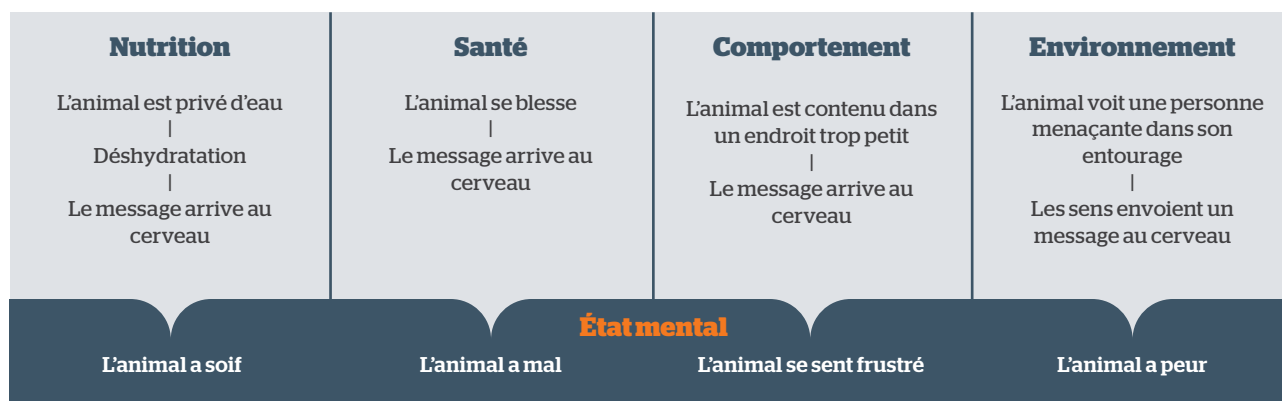 Nutrition
L'animal est privé d'eau
|
Déshydratation
|
Le message arrive au
cerveau
Santé
L'animal se blesse
|
Le message arrive au
cerveau
Comportement
L'animal est contenu dans
un endroit trop petit
|
Le message arrive au
cerveau
Environnement
L'animal voit une personne
menaçante dans son
entourage
|
Les sens envoient un
message au cerveau
État mental
L'animal a soif
L'animal a mal
L'animal se sent frustré
L'animal a peur